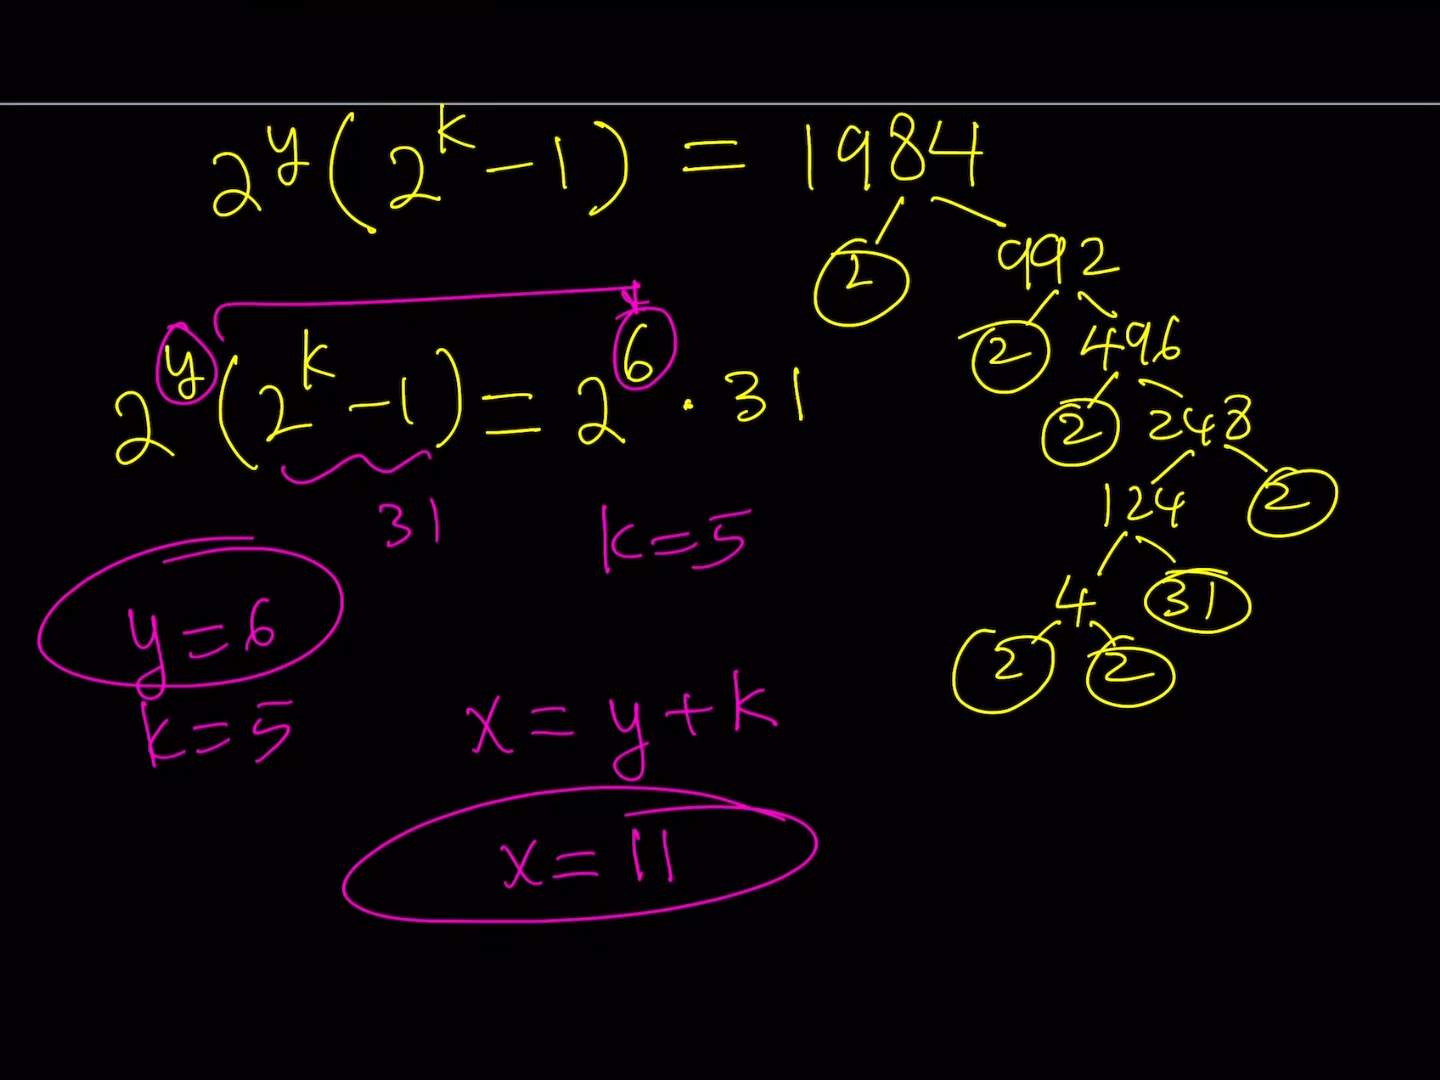 2^y(2^k-1) = 1984
2 992
2 496
2 248
124 2
4 31
2 2
2^y(2^k-1) = 2^6 · 31
31
k=5
y=6
k=5
x=y+k
x=11